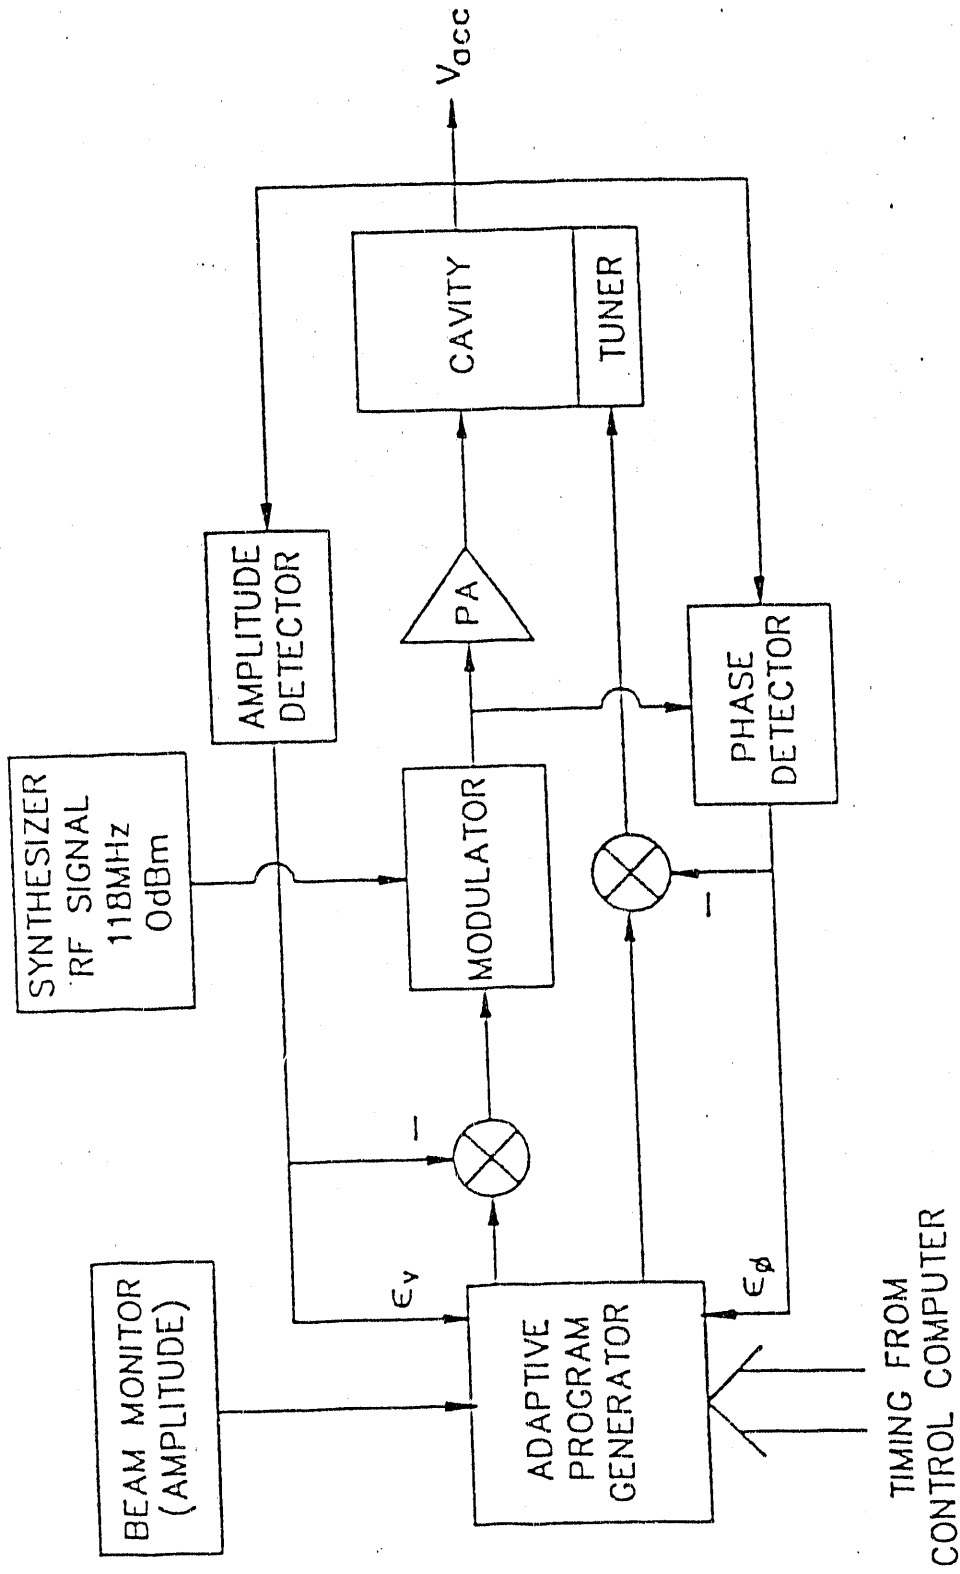 BEAM MONITOR
(AMPLITUDE)
SYNTHESIZER
RF SIGNAL
118MHz
0dBm
AMPLITUDE
DETECTOR
ϵv
ADAPTIVE
PROGRAM
GENERATOR
−
MODULATOR
PA
CAVITY
TUNER
Vacc
−
PHASE
DETECTOR
ϵø
TIMING FROM
CONTROL COMPUTER